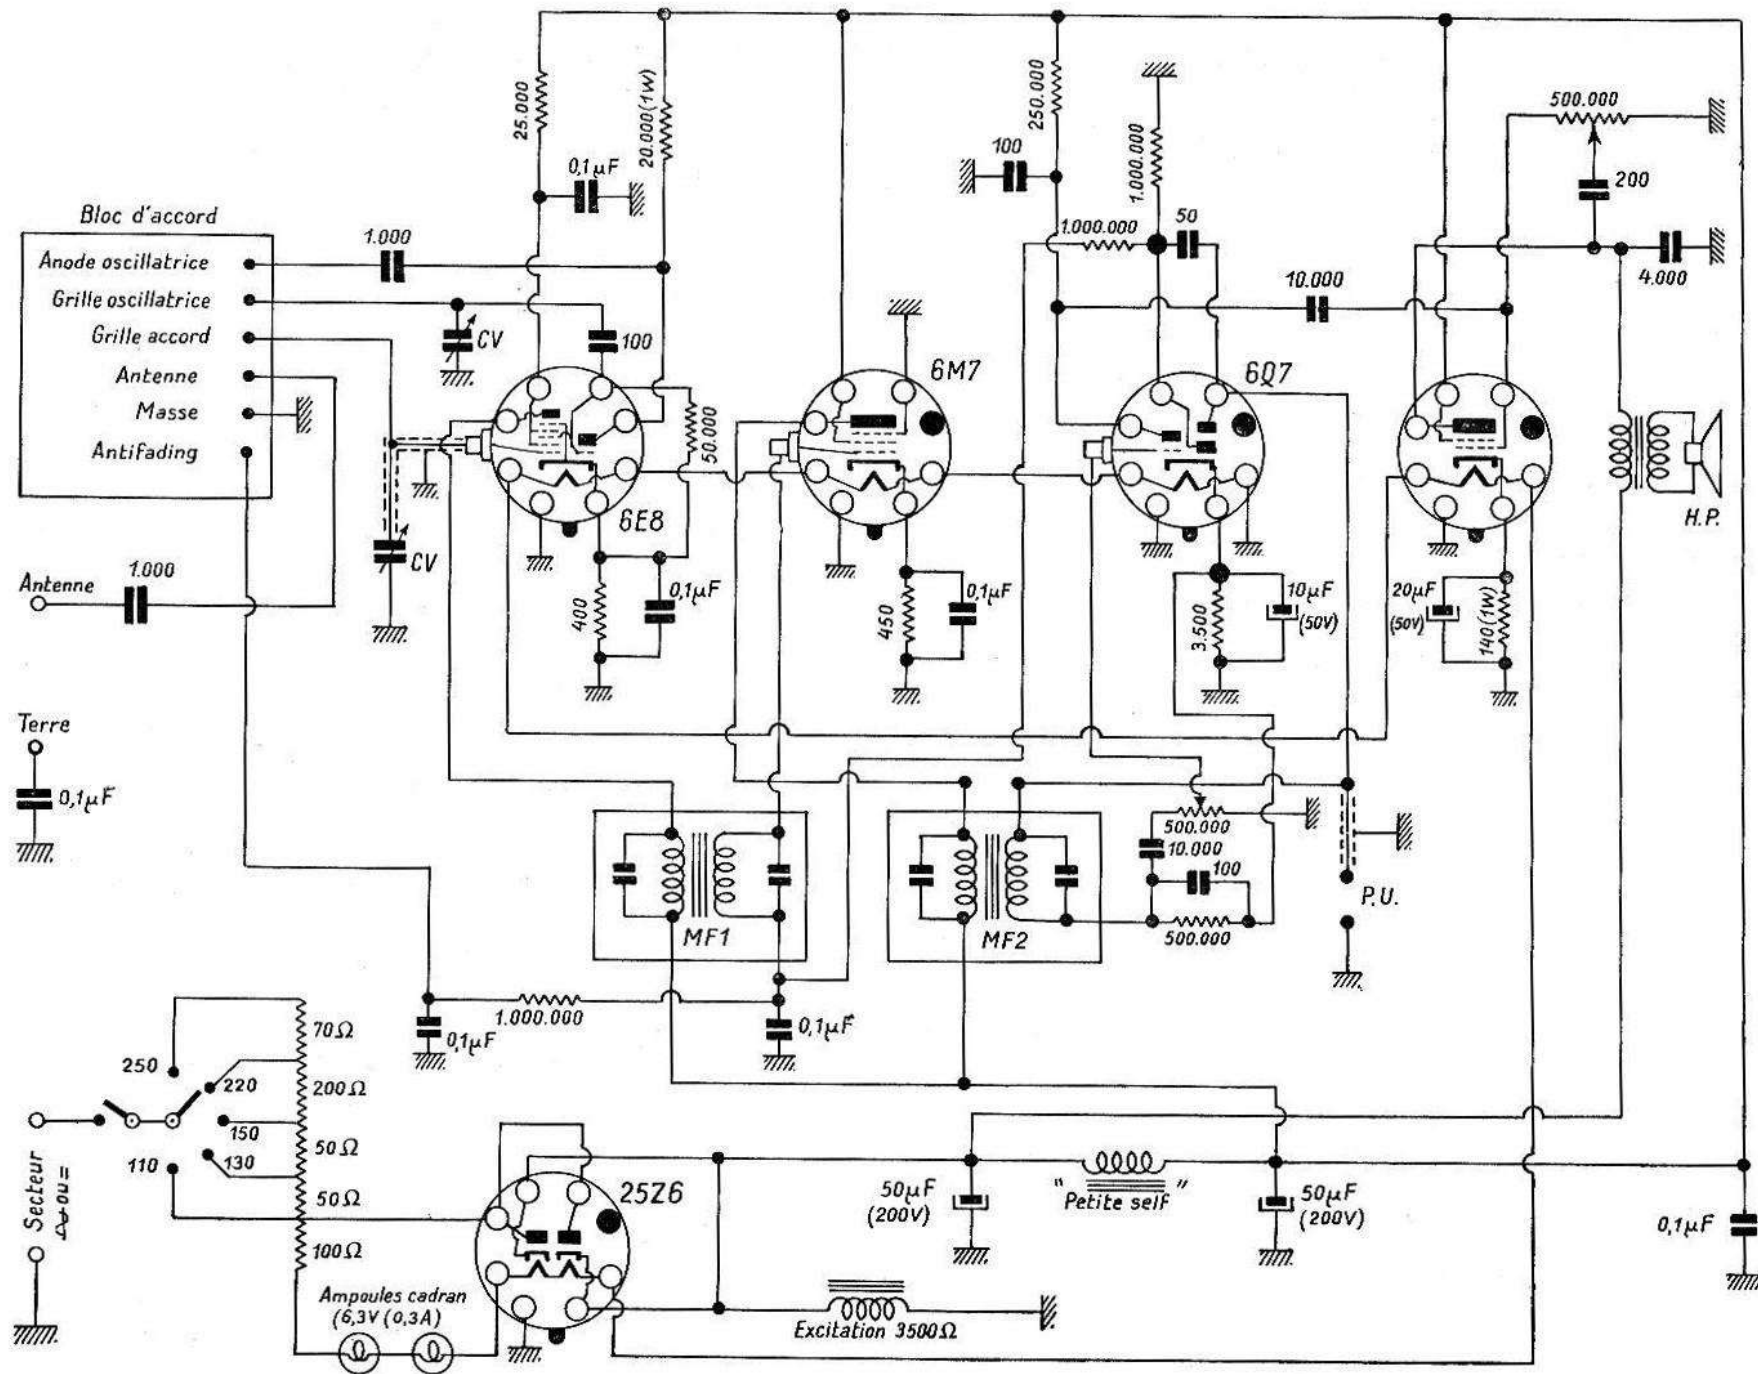 25.000
20.000 (1W)
0,1µF
250.000
100
1.000.000
500.000
200
50
1.000.000
4.000
10.000
Bloc d'accord
Anode oscillatrice
Grille oscillatrice
Grille accord
Antenne
Masse
Antifading
1.000
CV
100
6M7
6Q7
50.000
6E8
H.P.
CV
Antenne
1.000
400
0,1µF
450
0,1µF
3.500
10µF
(50V)
20µF
(50V)
140 (1W)
Terre
0,1µF
500.000
10.000
100
500.000
P.U.
MF1
MF2
1.000.000
0,1µF
0,1µF
250
220
150
130
110
70Ω
200Ω
50Ω
50Ω
100Ω
Secteur
ou =
25Z6
50µF
(200V)
" Petite self "
50µF
(200V)
0,1µF
Ampoules cadran
(6,3V (0,3A)
Excitation 3500Ω